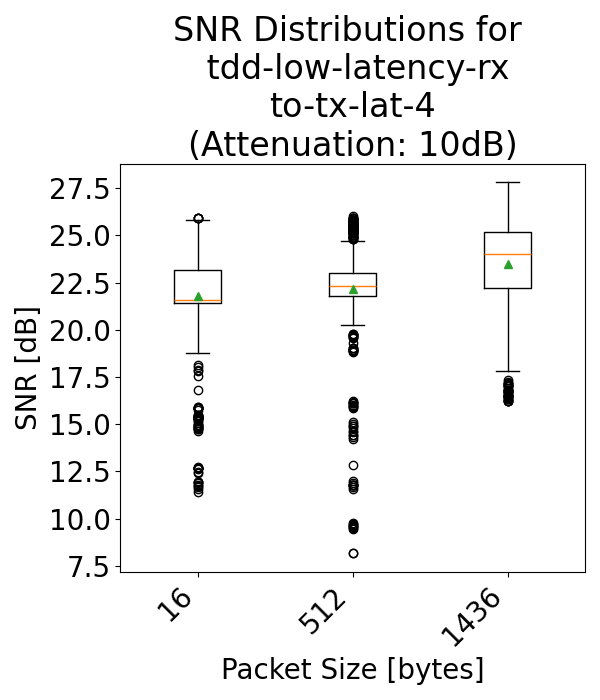 SNR Distributions for
tdd-low-latency-rx
to-tx-lat-4
(Attenuation: 10dB)
27.5
25.0
22.5
20.0
17.5
15.0
12.5
10.0
7.5
SNR [dB]
16
512
1436
Packet Size [bytes]